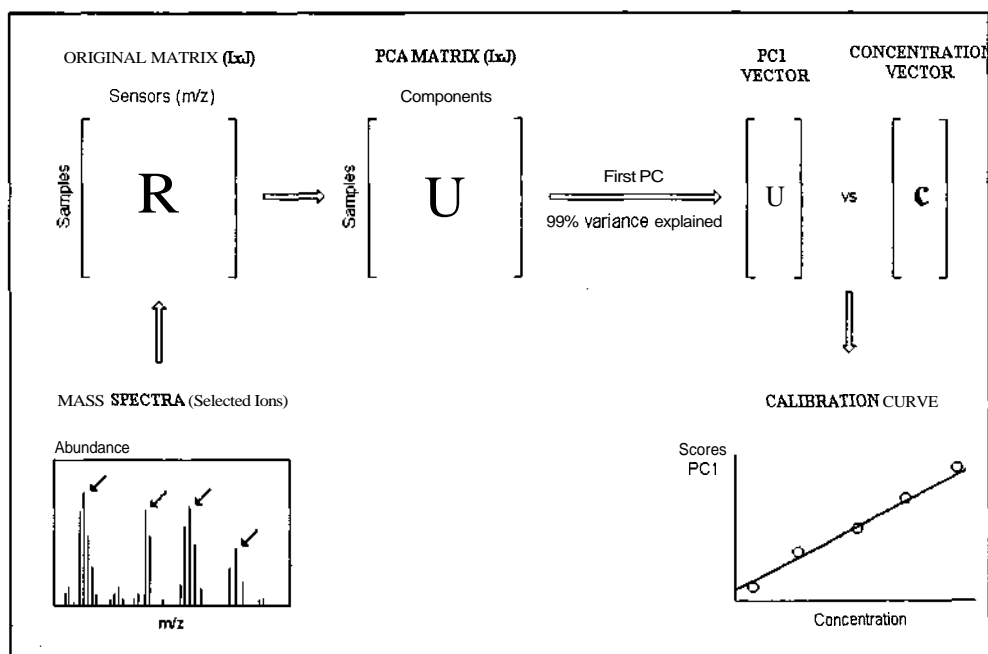 ORIGINAL MATRIX (IxJ)
Sensors (m/z)
Samples
R
PCA MATRIX (IxJ)
Components
Samples
U
First PC
99% variance explained
PC1
VECTOR
U
vs
CONCENTRATION
VECTOR
c
MASS SPECTRA (Selected Ions)
Abundance
m/z
CALIBRATION CURVE
Scores
PC1
Concentration